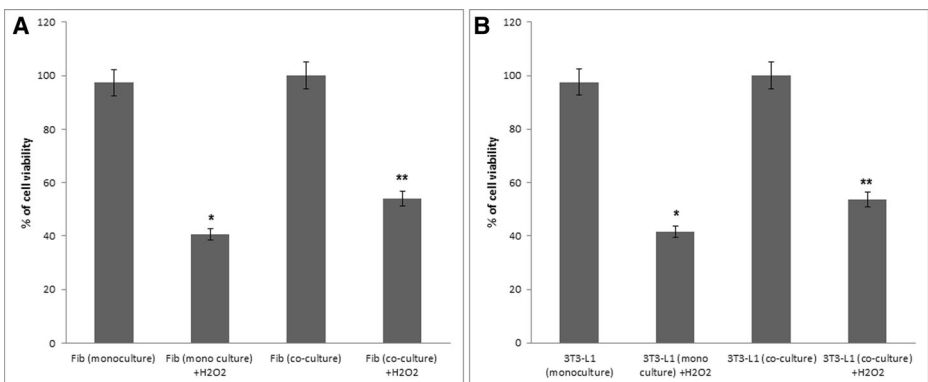 A
120
100
80
60
40
20
0
% of cell viability
*
**
Fib (monoculture)
Fib (mono culture)
+H2O2
Fib (co-culture)
Fib (co-culture)
+H2O2
B
120
100
80
60
40
20
0
% of cell viability
*
**
3T3-L1
(monoculture)
3T3-L1 (mono
culture) +H2O2
3T3-L1 (co-culture)
3T3-L1 (co-culture)
+H2O2